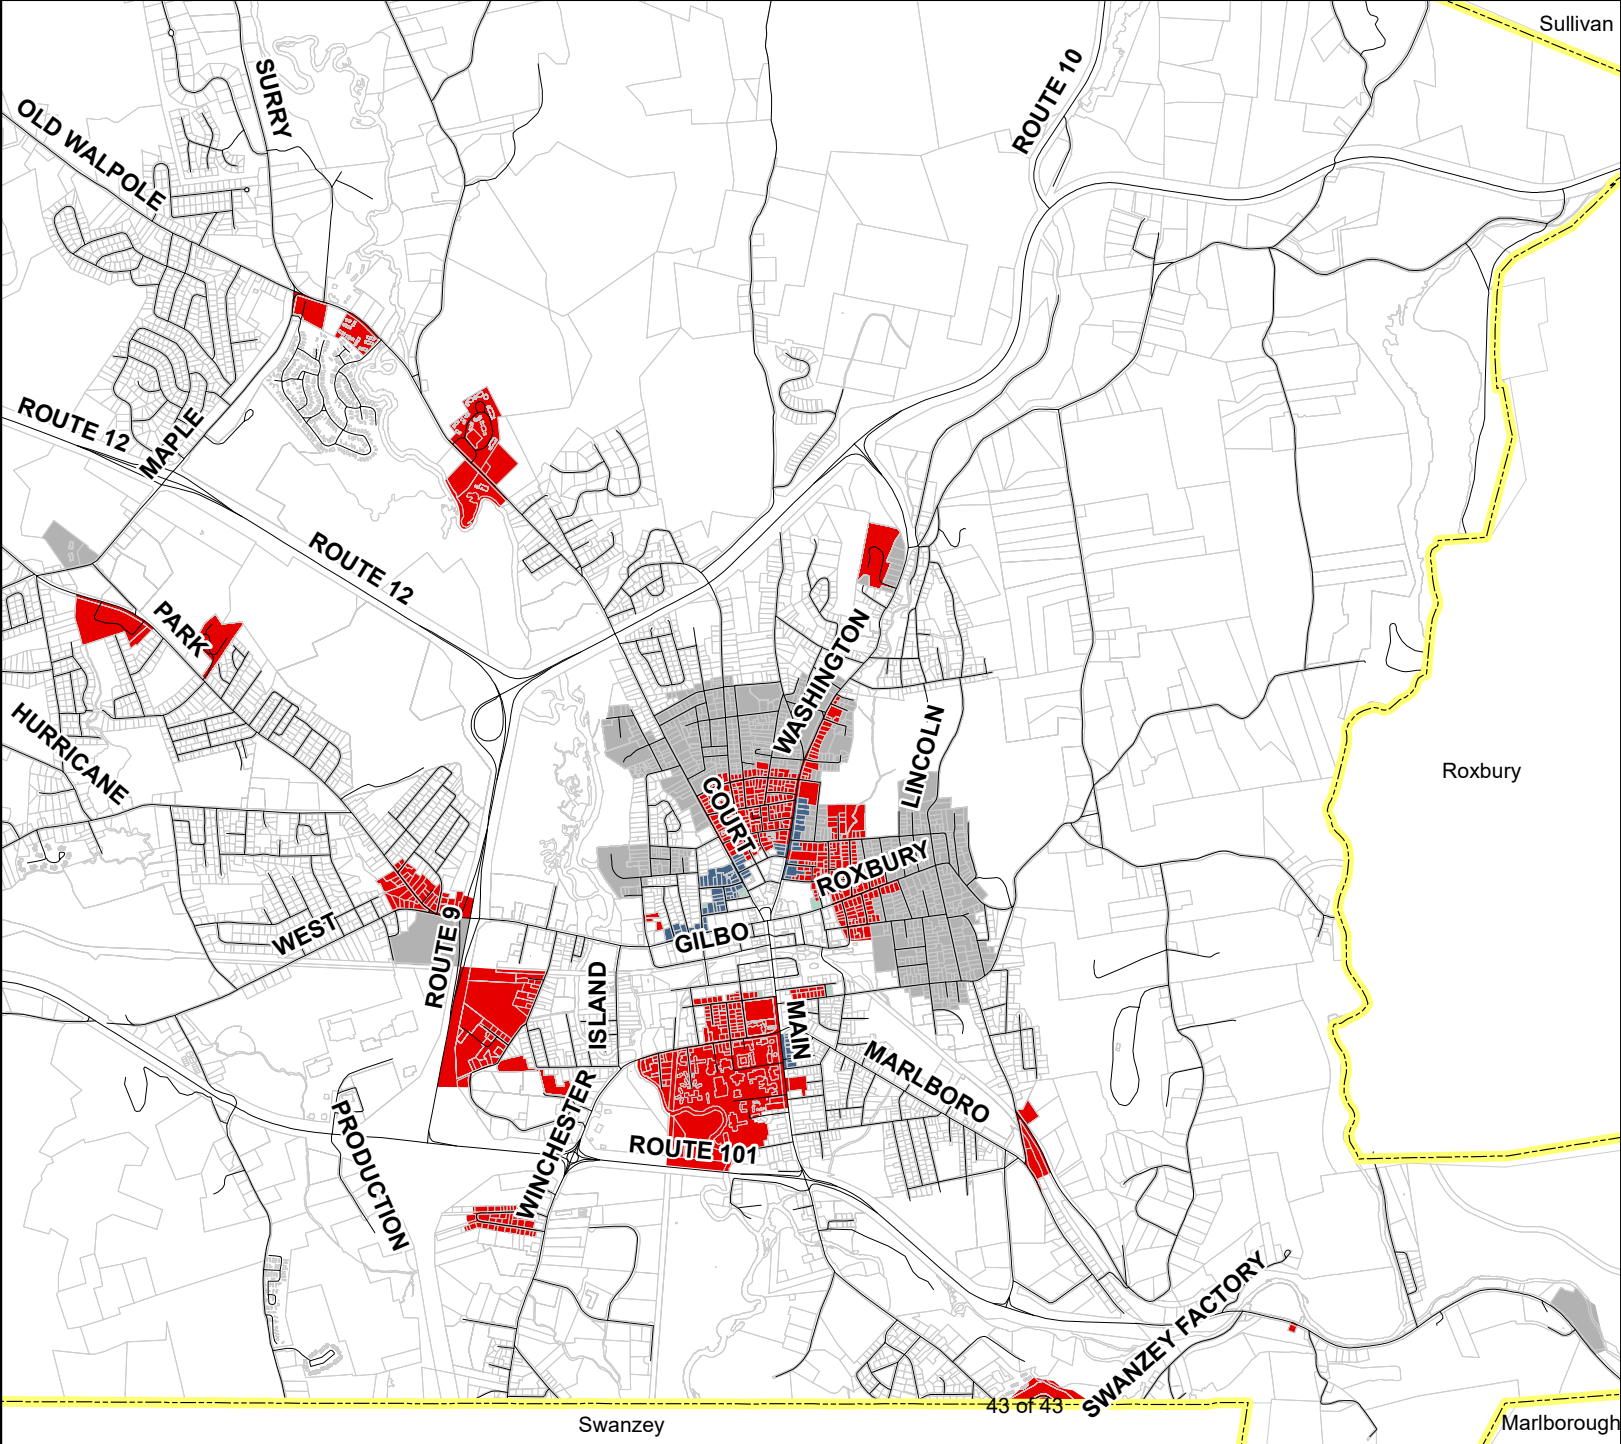 Sullivan
SURRY
ROUTE 10
OLD WALPOLE
ROUTE 12
MAPLE
ROUTE 12
PARK
WASHINGTON
HURRICANE
LINCOLN
Roxbury
COURT
ROXBURY
WEST
ROUTE 9
GILBO
ISLAND
MAIN
MARLBORO
PRODUCTION
WINCHESTER
ROUTE 101
SWANZEY FACTORY
43 of 43
Swanzey
Marlborough